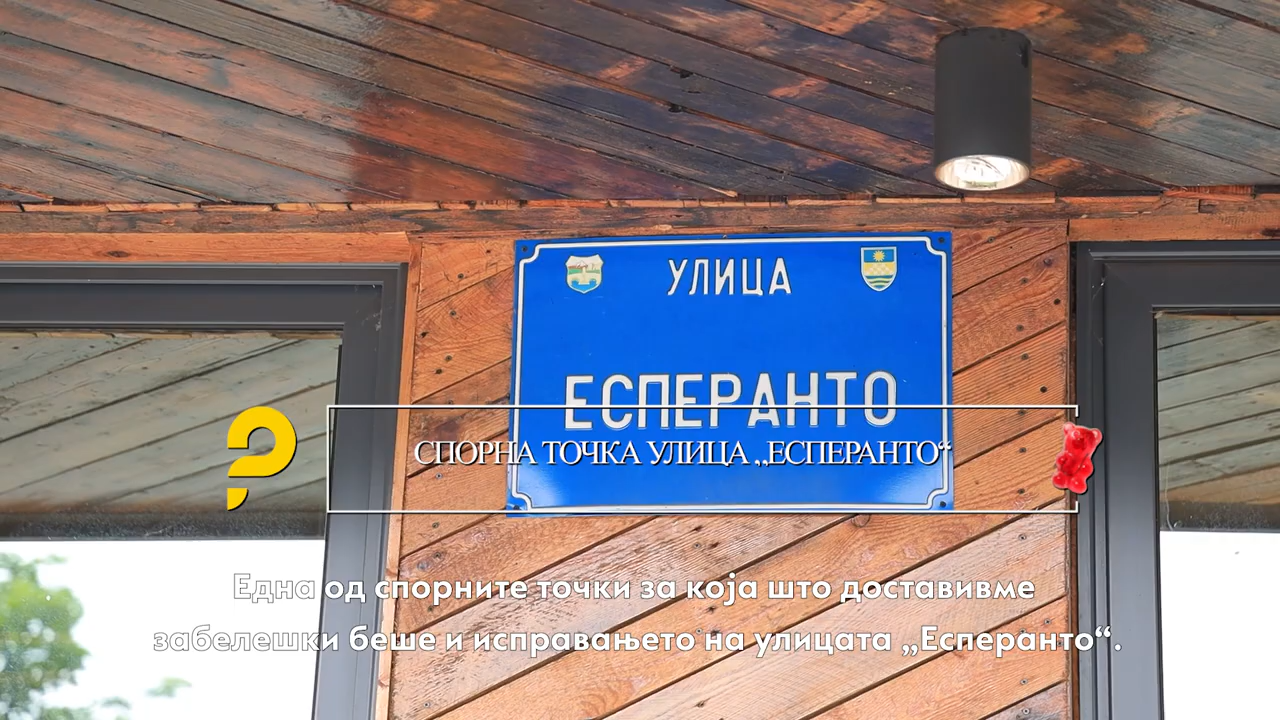 УЛИЦА
ЕСПЕРАНТО
СПОРНА ТОЧКА УЛИЦА „ЕСПЕРАНТО“
Една од спорните точки за која што доставивме
забелешки беше и исправањето на улицата „Есперанто“.